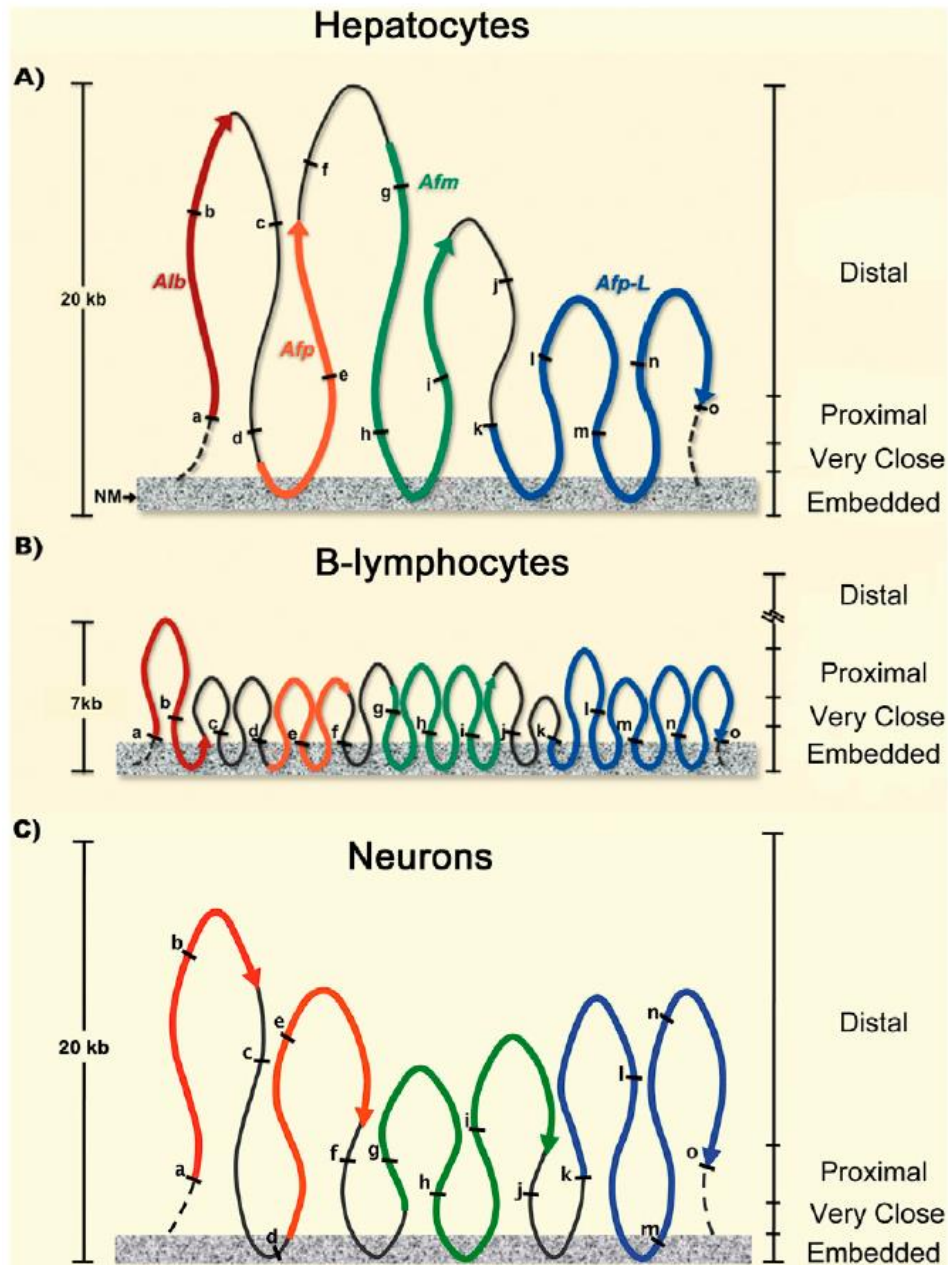 Hepatocytes
A)
20 kb
NM
Alb
Afp
Afm
Afp-L
a
b
c
d
e
f
g
h
i
j
k
l
m
n
o
Distal
Proximal
Very Close
Embedded
B)
B-lymphocytes
7kb
a
b
c
d
e
f
g
h
i
j
k
l
m
n
o
Distal
Proximal
Very Close
Embedded
C)
Neurons
20 kb
a
b
c
d
e
f
g
h
i
j
k
l
m
n
o
Distal
Proximal
Very Close
Embedded